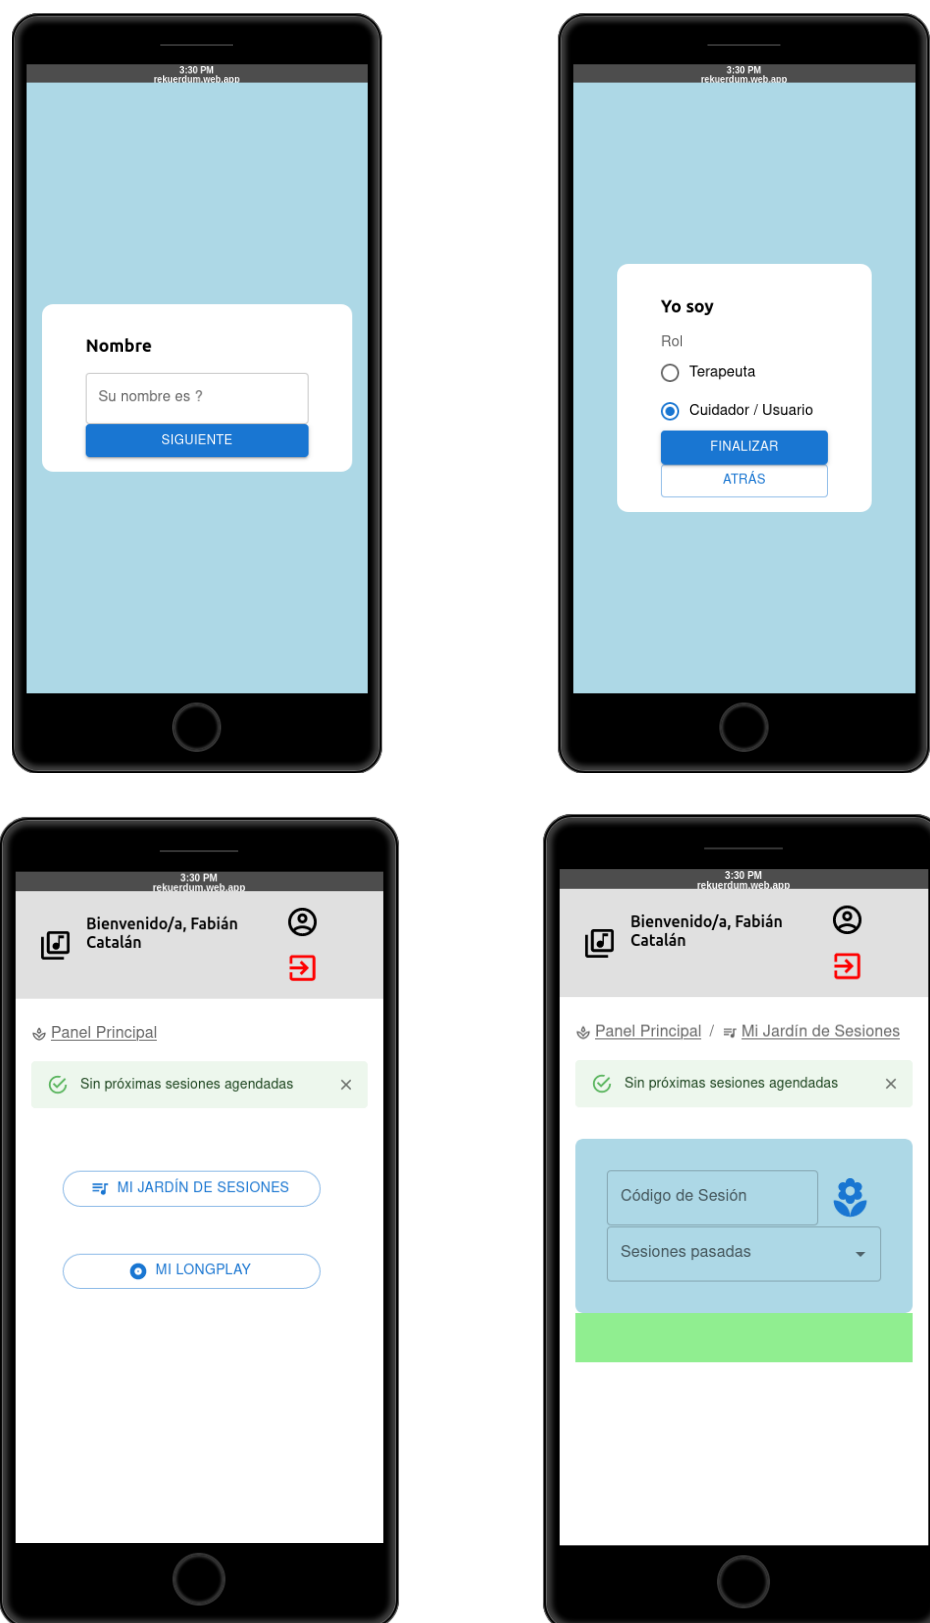 3:30 PM
rekuerdum.web.app
Nombre
Su nombre es ?
SIGUIENTE
3:30 PM
rekuerdum.web.app
Yo soy
Rol
Terapeuta
Cuidador / Usuario
FINALIZAR
ATRÁS
3:30 PM
rekuerdum.web.app
Bienvenido/a, Fabián
Catalán
Panel Principal
Sin próximas sesiones agendadas
MI JARDÍN DE SESIONES
MI LONGPLAY
3:30 PM
rekuerdum.web.app
Bienvenido/a, Fabián
Catalán
Panel Principal / Mi Jardín de Sesiones
Sin próximas sesiones agendadas
Código de Sesión
Sesiones pasadas